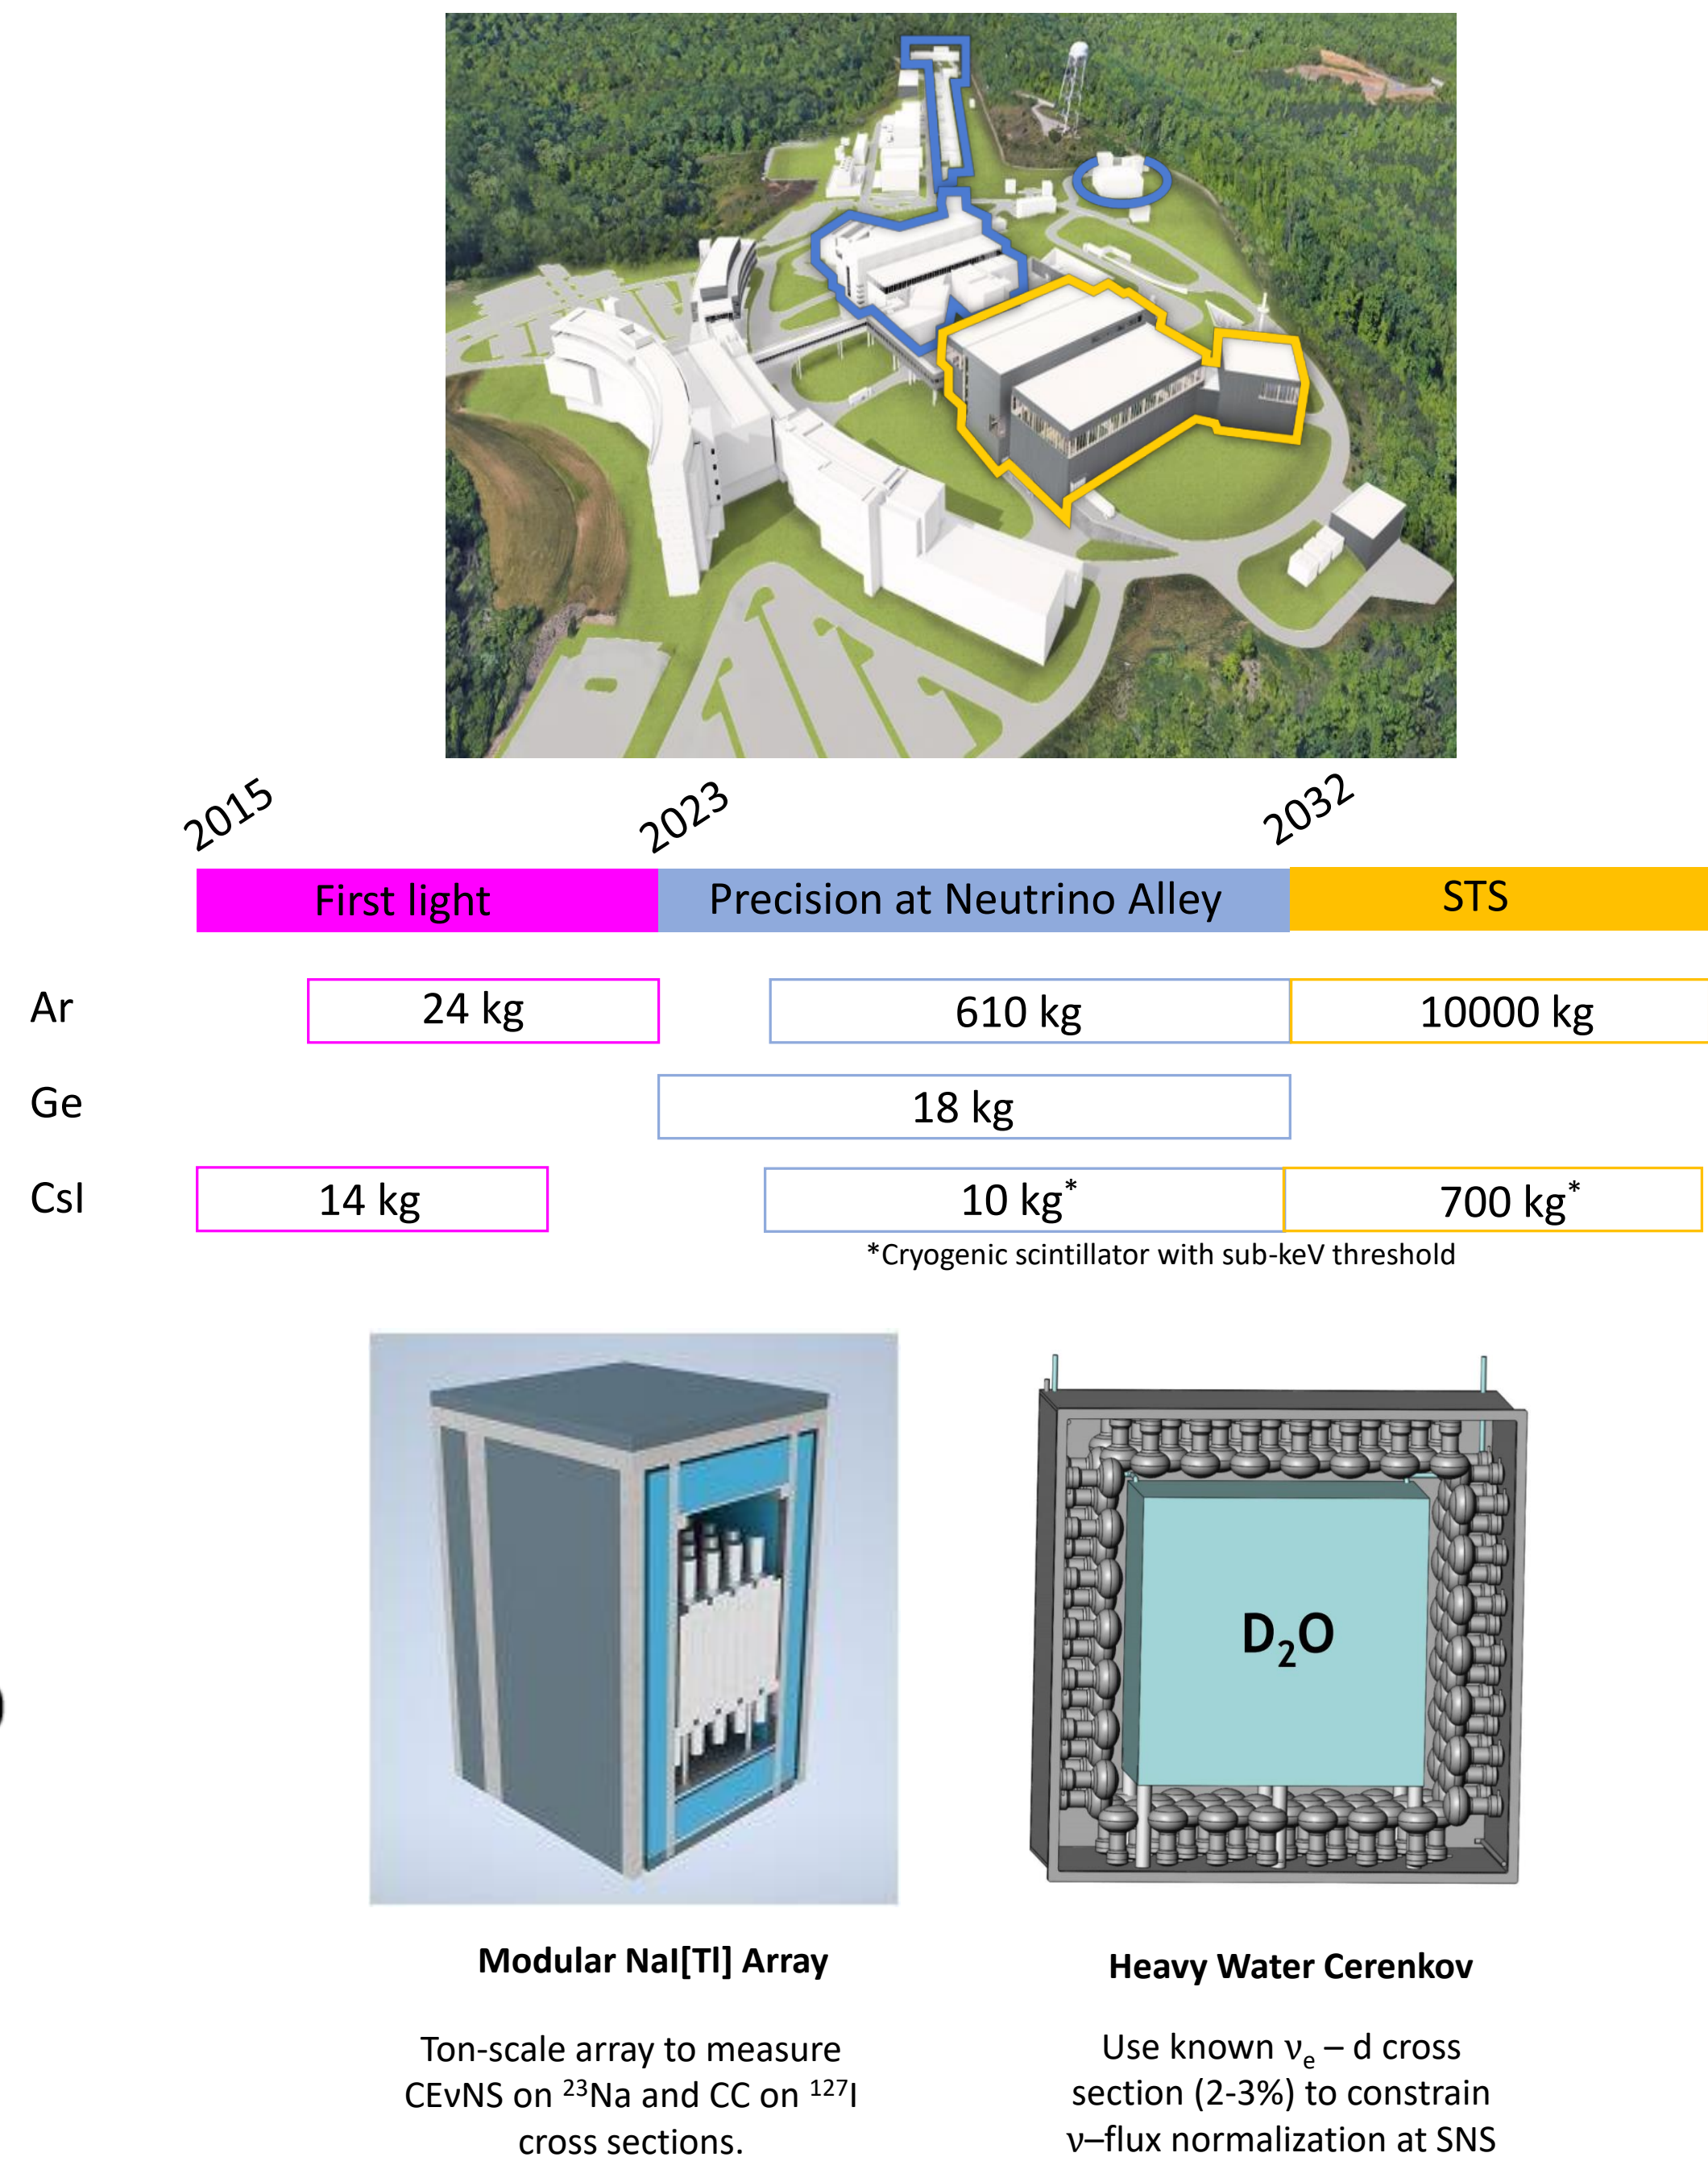 2015 2023 2032
First light Precision at Neutrino Alley STS
Ar 24 kg 610 kg 10000 kg
Ge 18 kg
CsI 14 kg 10 kg* 700 kg*
*Cryogenic scintillator with sub-keV threshold
D₂O
Modular NaI[Tl] Array
Ton-scale array to measure
CEνNS on ²³Na and CC on ¹²⁷I
cross sections.
Heavy Water Cerenkov
Use known νₑ – d cross
section (2-3%) to constrain
ν–flux normalization at SNS